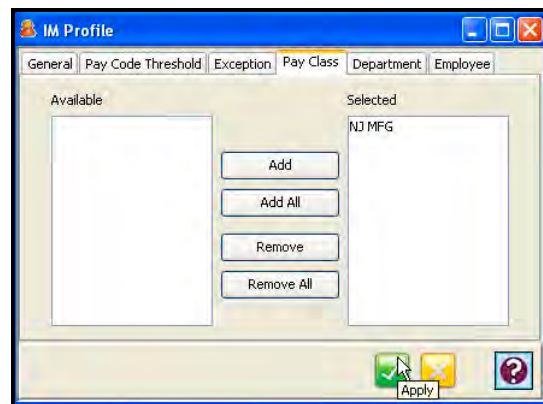 IM Profile
General Pay Code Threshold Exception Pay Class Department Employee
Available Selected
NJ MFG
Add
Add All
Remove
Remove All
?
Apply